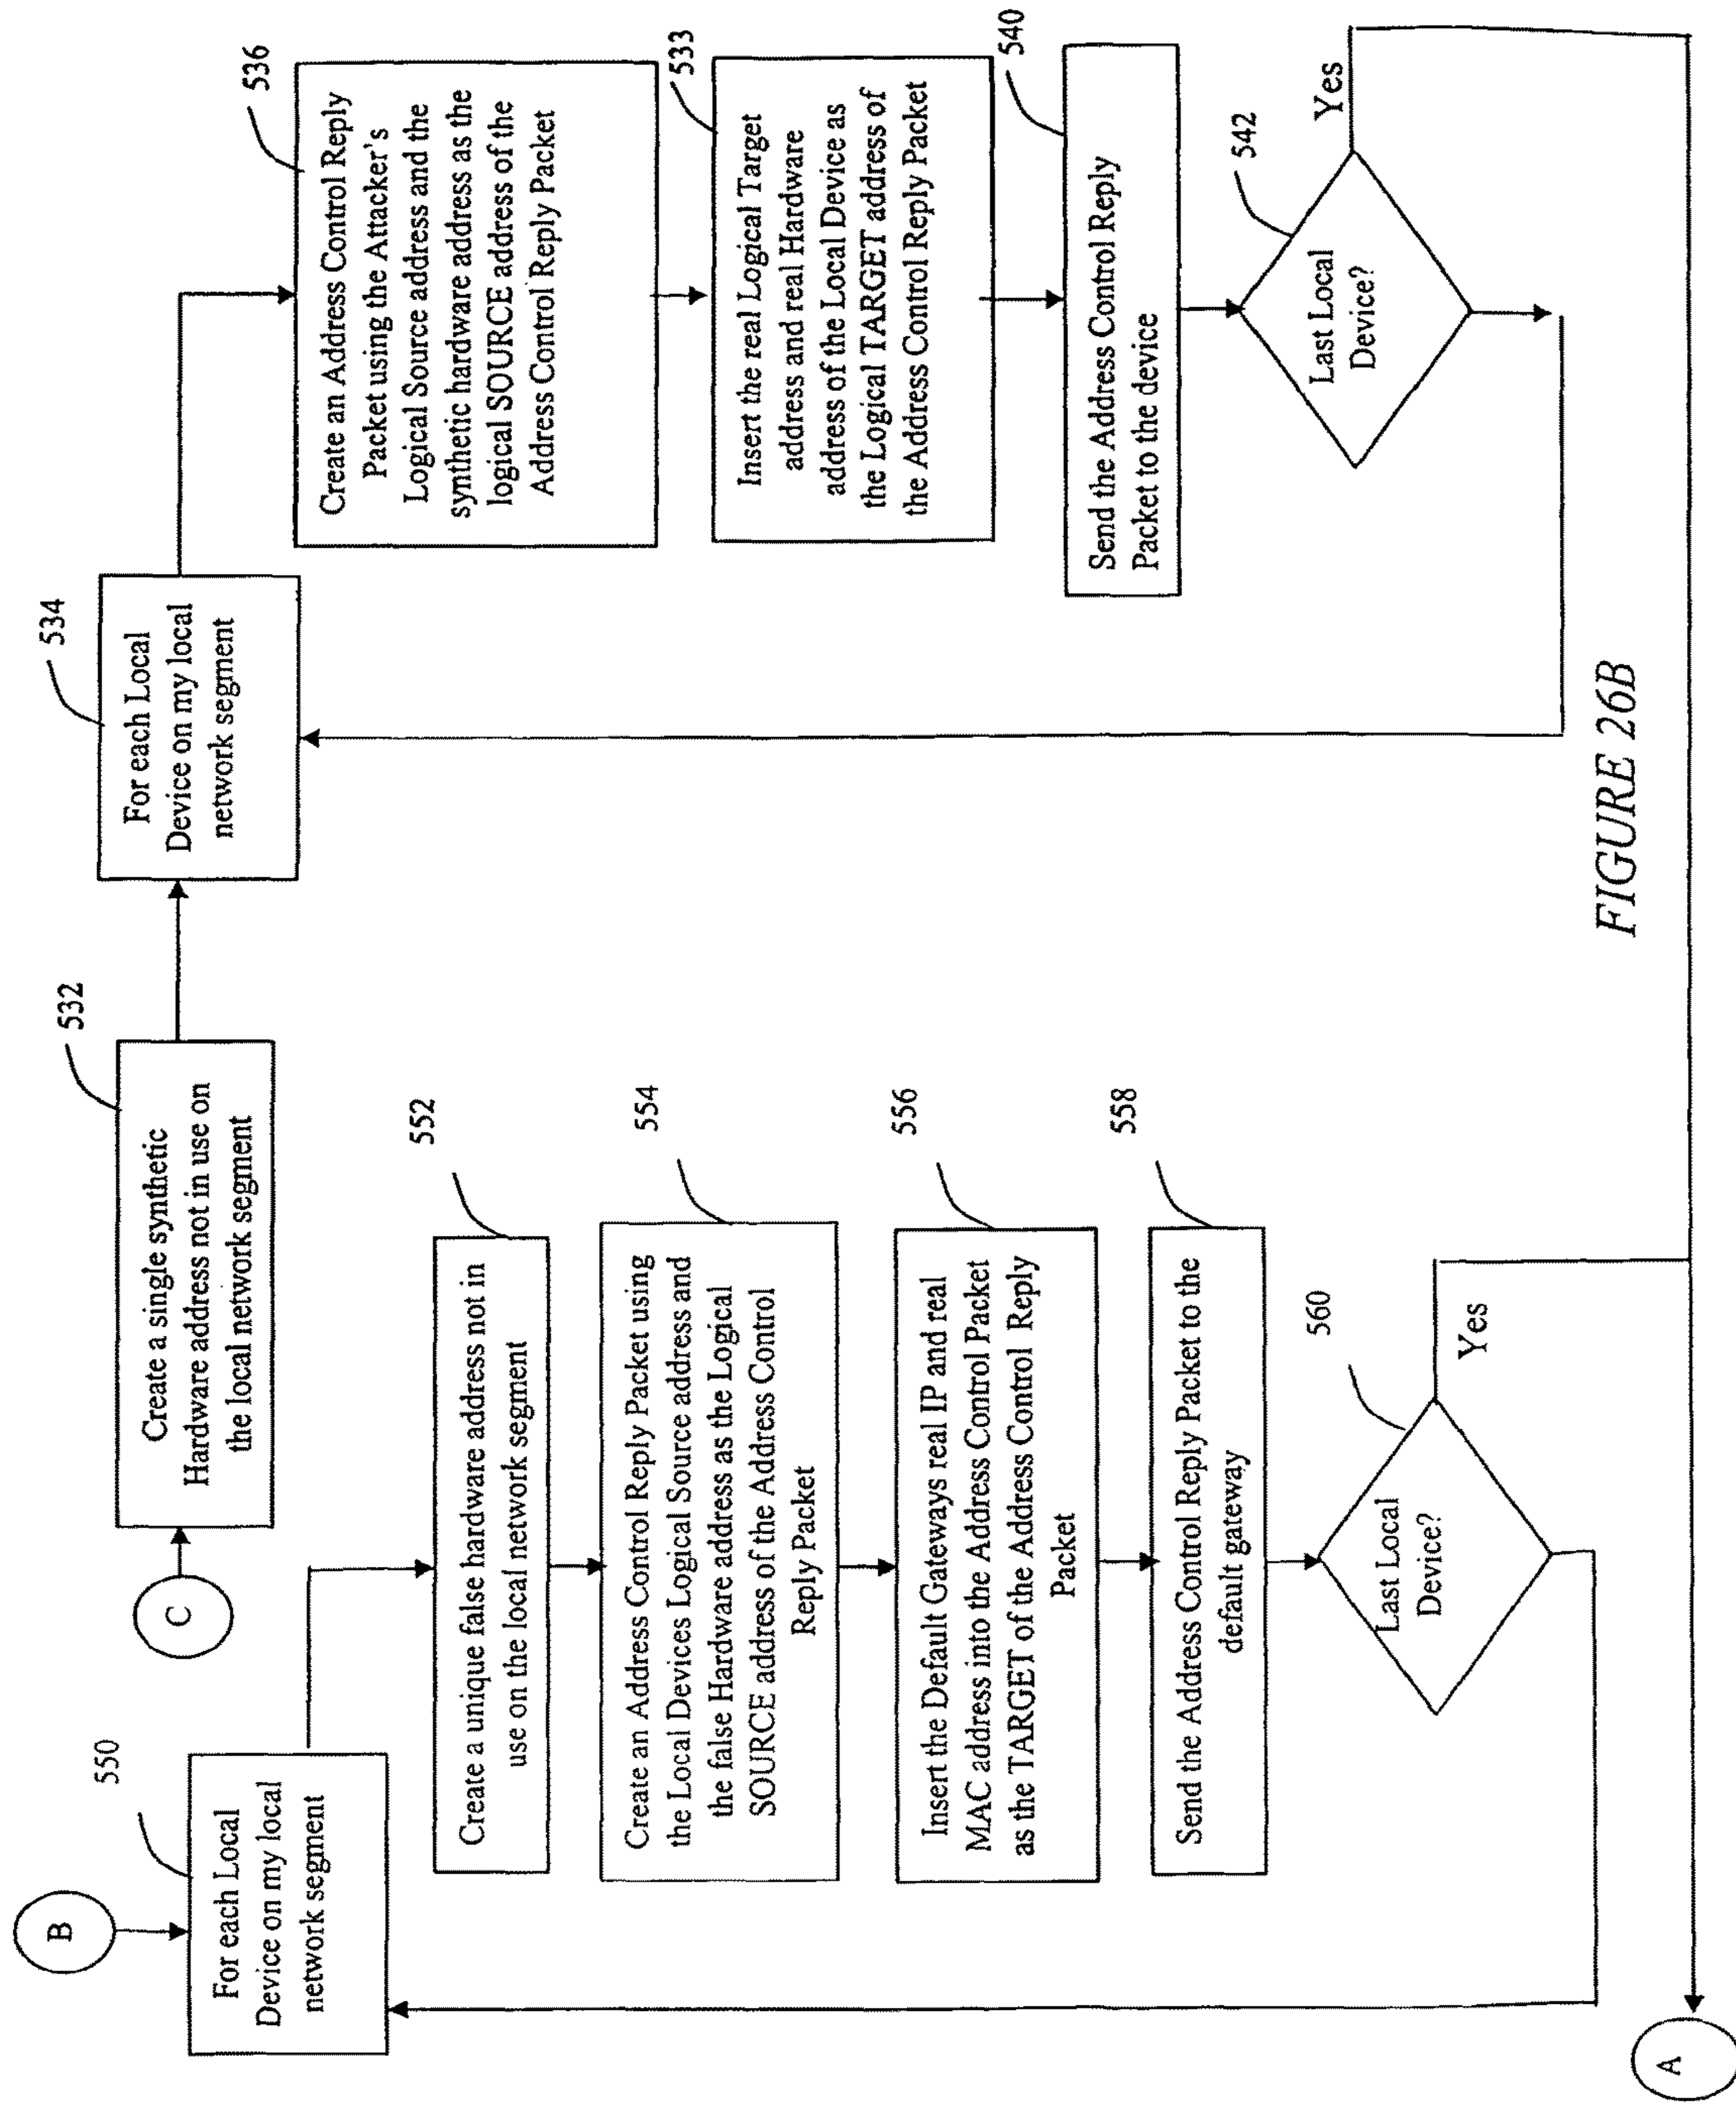 B
550
For each Local
Device on my local
network segment
552
Create a unique false hardware address not in
use on the local network segment
554
Create an Address Control Reply Packet using
the Local Devices Logical Source address and
the false Hardware address as the Logical
SOURCE address of the Address Control
Reply Packet
556
Insert the Default Gateways real IP and real
MAC address into the Address Control Packet
as the TARGET of the Address Control Reply
Packet
558
Send the Address Control Reply Packet to the
default gateway
560
Last Local
Device?
Yes
C
532
Create a single synthetic
Hardware address not in use on
the local network segment
534
For each Local
Device on my local
network segment
536
Create an Address Control Reply
Packet using the Attacker's
Logical Source address and the
synthetic hardware address as the
logical SOURCE address of the
Address Control Reply Packet
533
Insert the real Logical Target
address and real Hardware
address of the Local Device as
the Logical TARGET address of
the Address Control Reply Packet
540
Send the Address Control Reply
Packet to the device
542
Last Local
Device?
Yes
A
FIGURE 26B